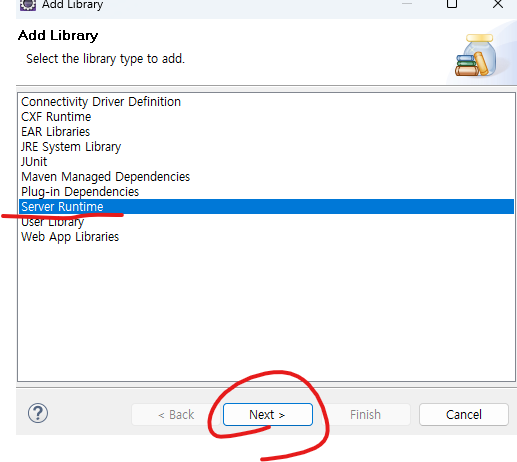 Add Library
Add Library
Select the library type to add.
Connectivity Driver Definition
CXF Runtime
EAR Libraries
JRE System Library
JUnit
Maven Managed Dependencies
Plug-in Dependencies
Server Runtime
User Library
Web App Libraries
?
< Back
Next >
Finish
Cancel